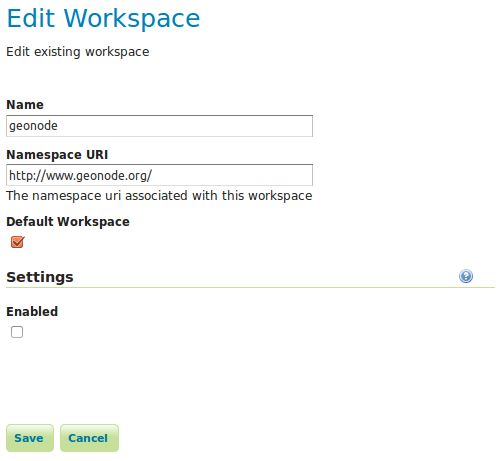 Edit Workspace
Edit existing workspace
Name
geonode
Namespace URI
http://www.geonode.org/
The namespace uri associated with this workspace
Default Workspace
Settings
Enabled
Save Cancel